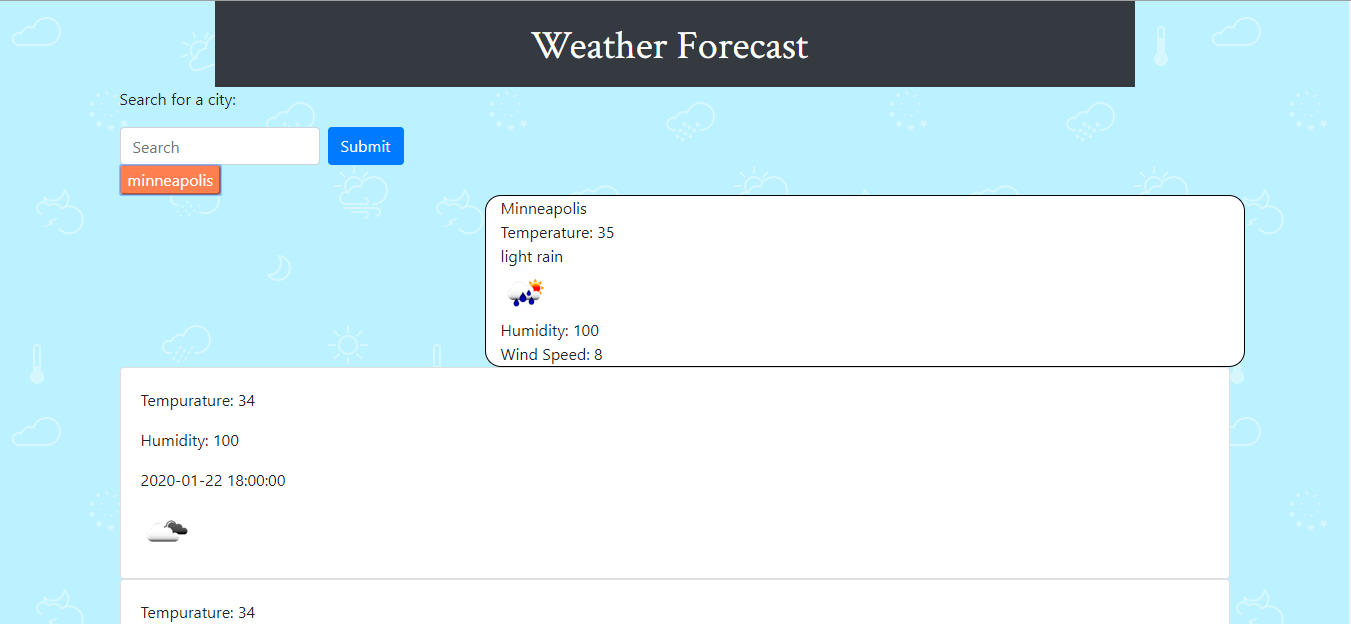 Weather Forecast
Search for a city:
Search
Submit
minneapolis
Minneapolis
Temperature: 35
light rain
Humidity: 100
Wind Speed: 8
Tempurature: 34
Humidity: 100
2020-01-22 18:00:00
Tempurature: 34